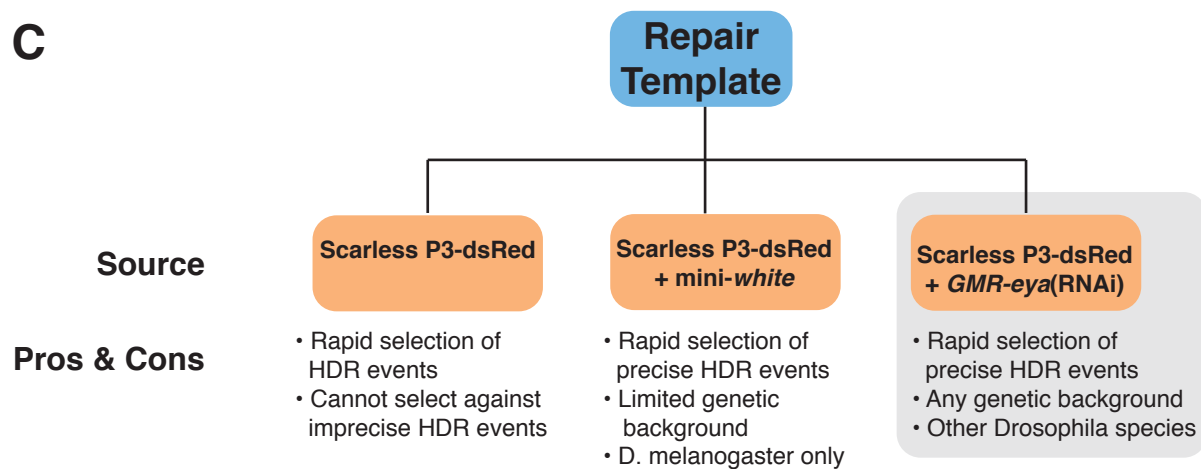 C
Repair
Template
Source
Scarless P3-dsRed
Scarless P3-dsRed
+ mini-white
Scarless P3-dsRed
+ GMR-eya(RNAi)
Pros & Cons
• Rapid selection of
HDR events
• Cannot select against
imprecise HDR events
• Rapid selection of
precise HDR events
• Limited genetic
background
• D. melanogaster only
• Rapid selection of
precise HDR events
• Any genetic background
• Other Drosophila species